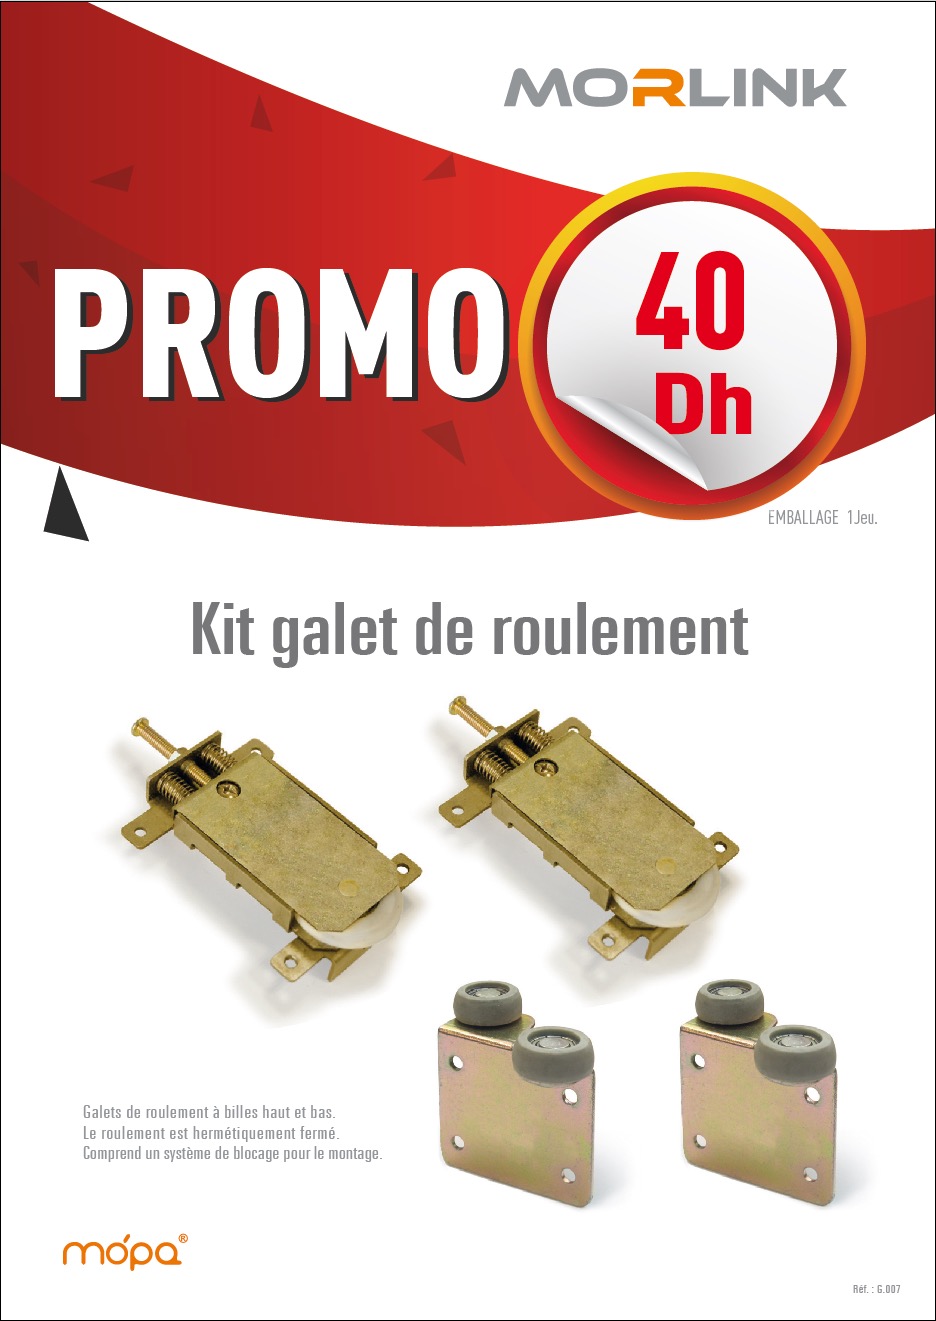 MORLINK
PROMO
40
Dh
EMBALLAGE 1Jeu.
Kit galet de roulement
Galets de roulement à billes haut et bas.
Le roulement est hermétiquement fermé.
Comprend un système de blocage pour le montage.
mópa®
Réf. : G.007